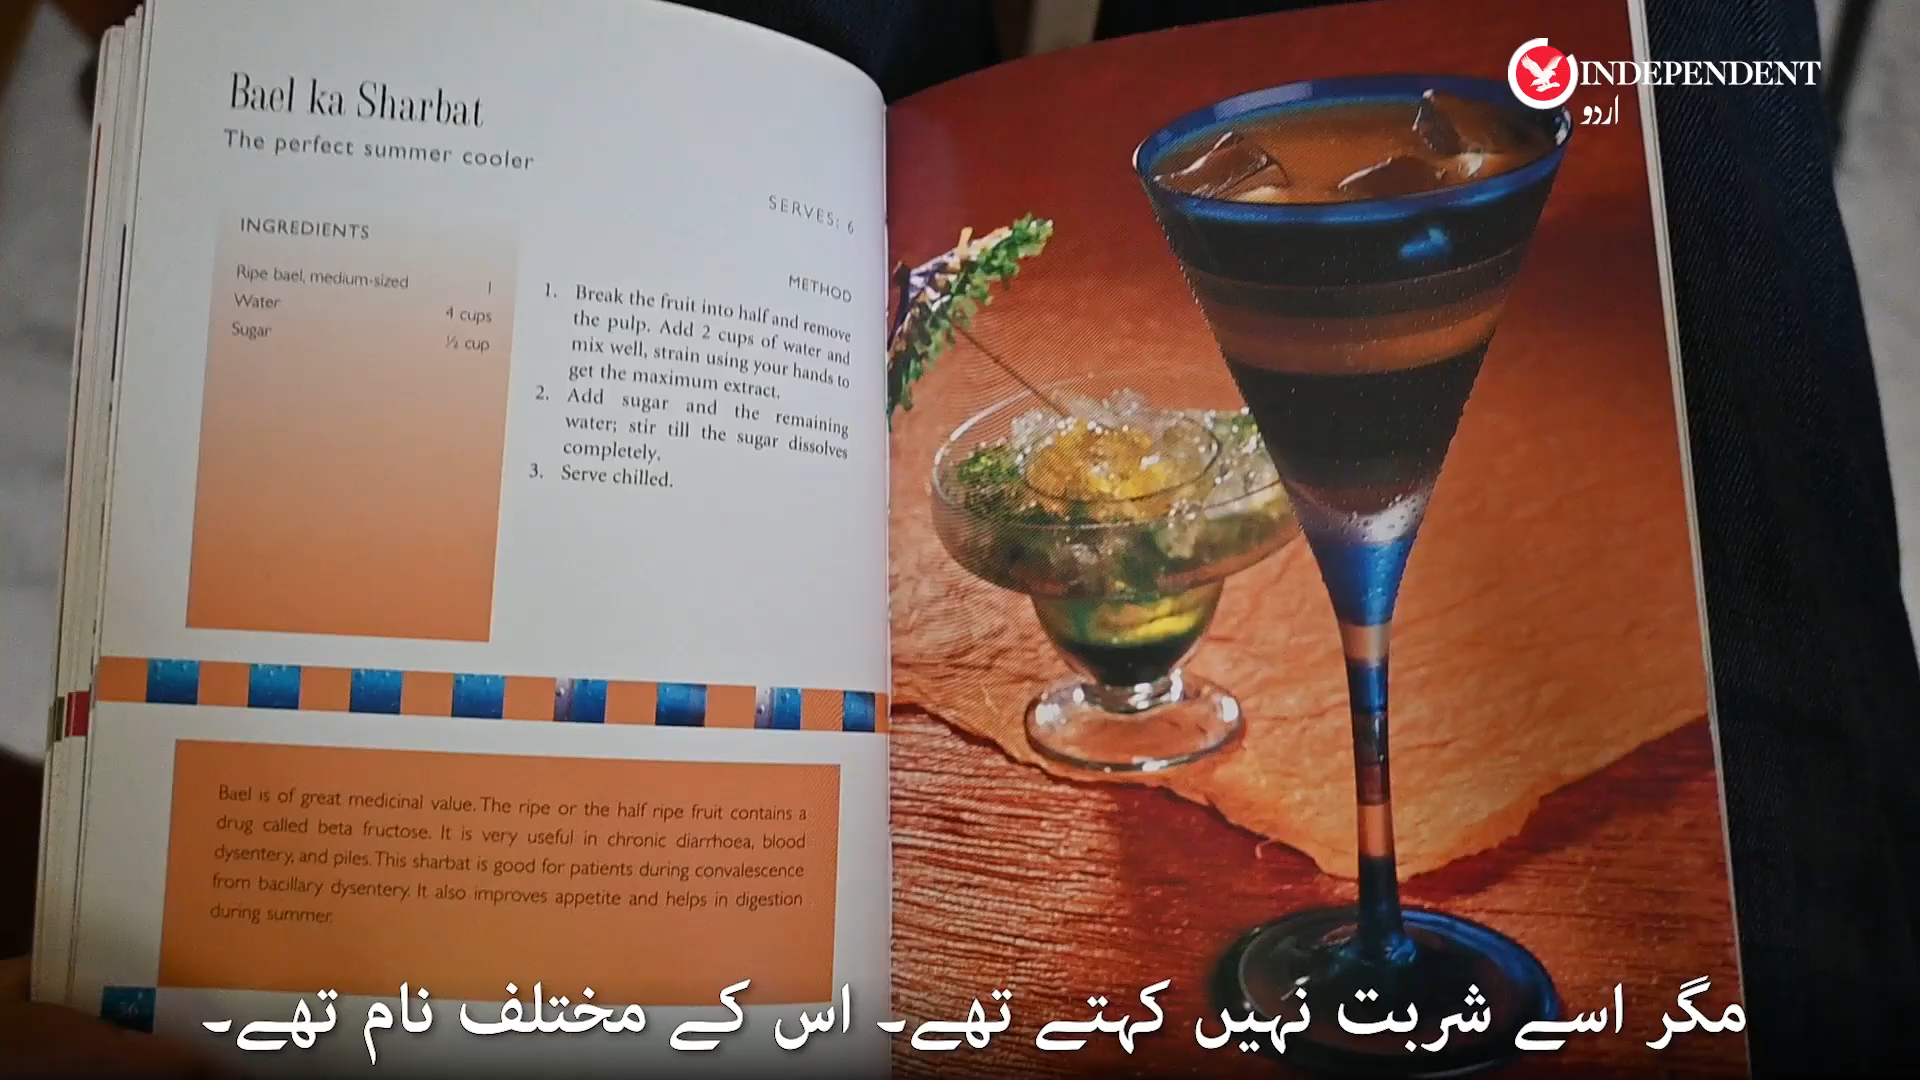 Bael ka Sharbat
The perfect summer cooler
SERVES: 6
INGREDIENTS
Ripe bael, medium-sized 1
Water 4 cups
Sugar ½ cup
METHOD
1. Break the fruit into half and remove
the pulp. Add 2 cups of water and
mix well, strain using your hands to
get the maximum extract.
2. Add sugar and the remaining
water; stir till the sugar dissolves
completely.
3. Serve chilled.
Bael is of great medicinal value. The ripe or the half ripe fruit contains a
drug called beta fructose. It is very useful in chronic diarrhoea, blood
dysentery, and piles. This sharbat is good for patients during convalescence
from bacillary dysentery. It also improves appetite and helps in digestion
during summer.
56
INDEPENDENT
اردو
مگر اسے شربت نہیں کہتے تھے۔ اس کے مختلف نام تھے۔